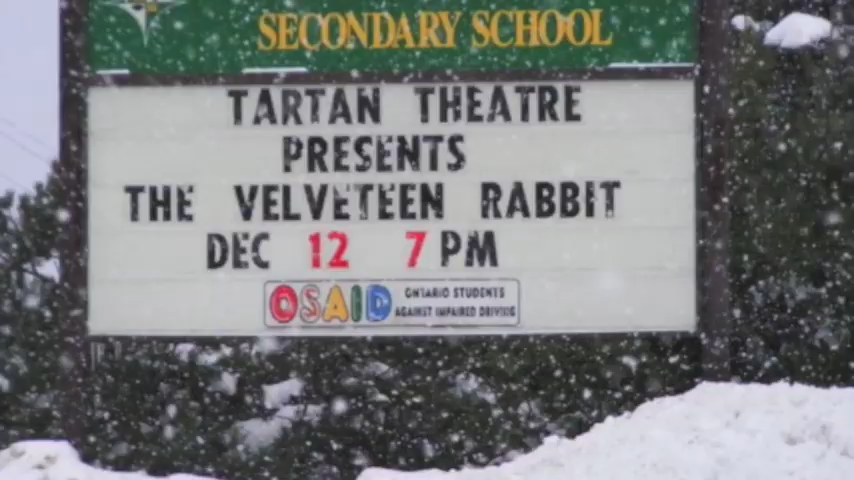 SECONDARY SCHOOL
TARTAN THEATRE
PRESENTS
THE VELVETEEN RABBIT
DEC 12 7 PM
OSAID
ONTARIO STUDENTS
AGAINST IMPAIRED DRIVING